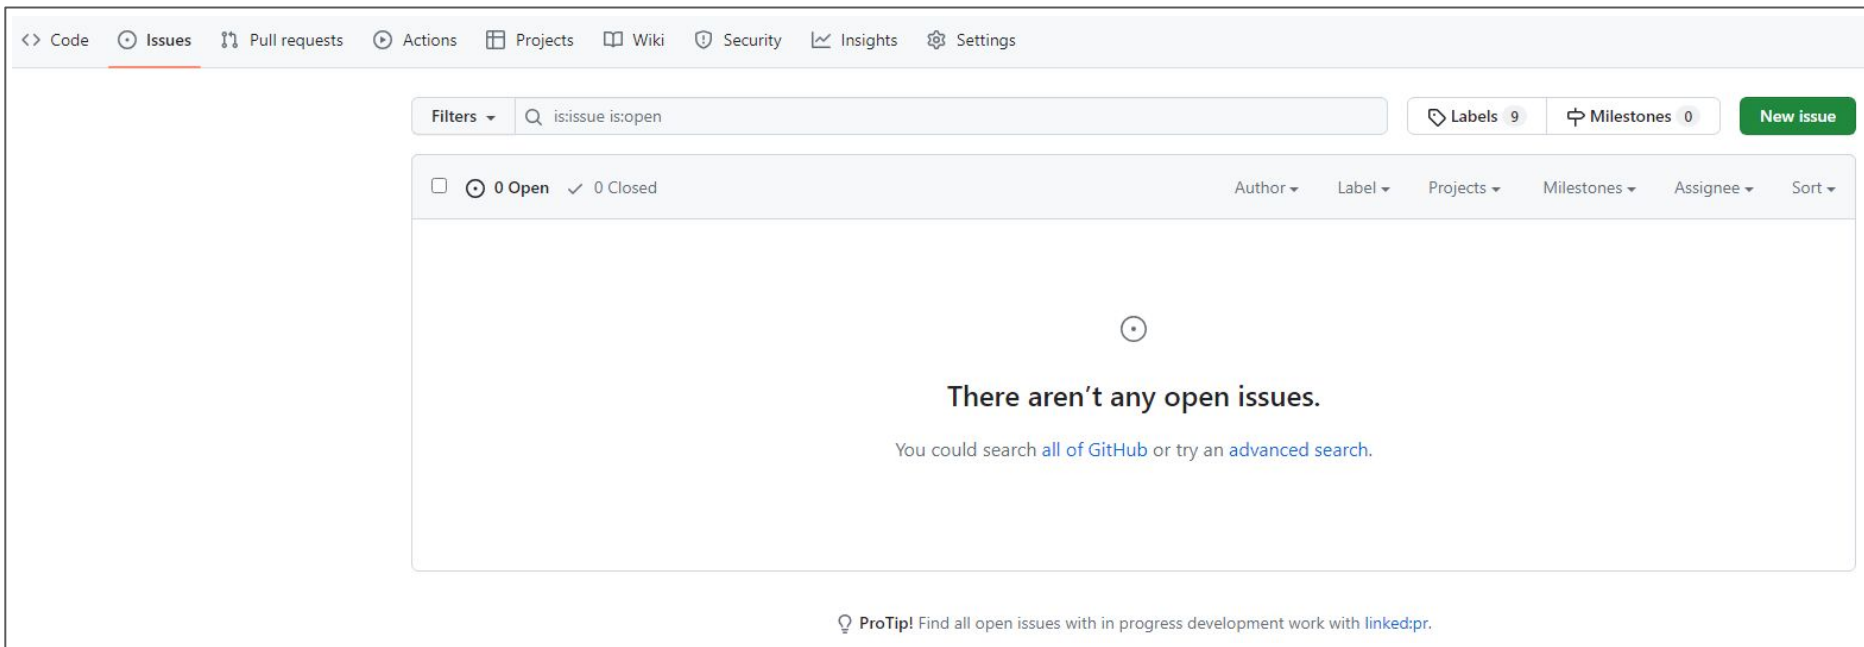 Code Issues Pull requests Actions Projects Wiki Security Insights Settings
Filters is:issue is:open Labels 9 Milestones 0 New issue
0 Open 0 Closed Author Label Projects Milestones Assignee Sort
There aren't any open issues.
You could search all of GitHub or try an advanced search.
ProTip! Find all open issues with in progress development work with linked:pr.